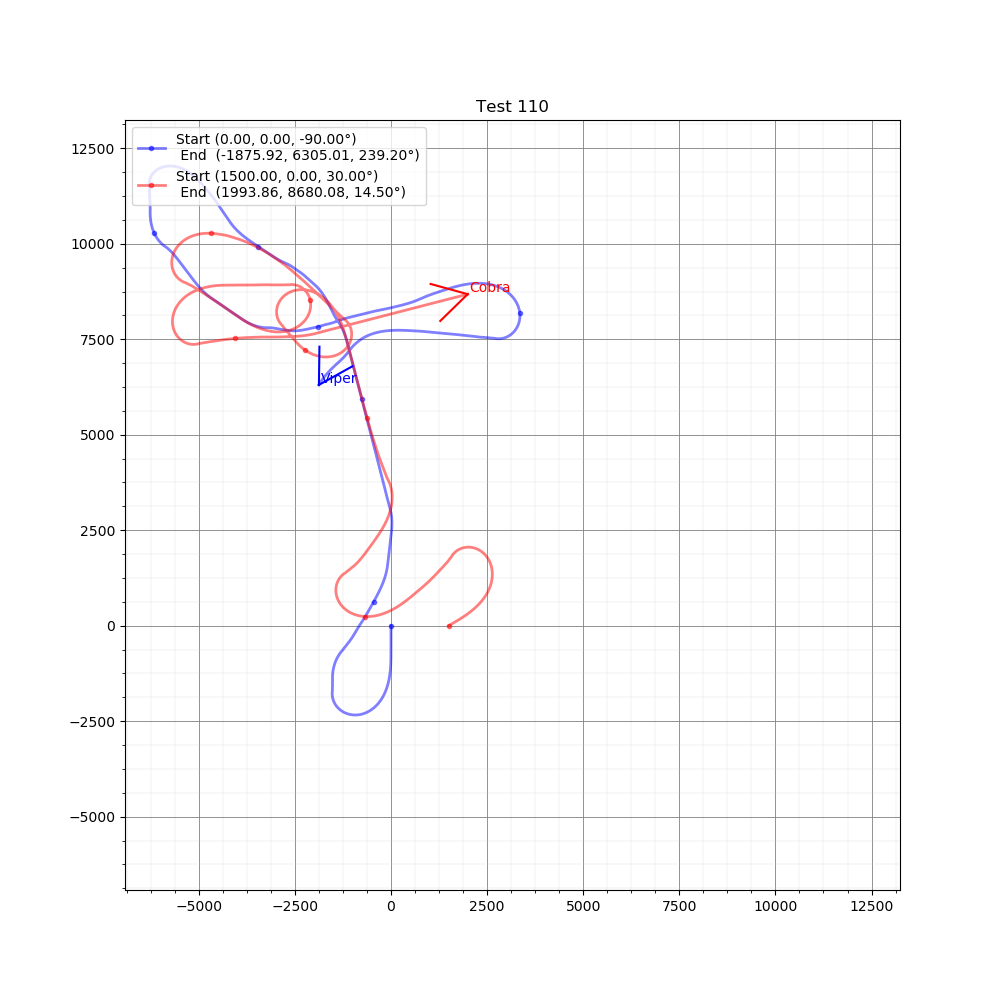 Test 110
Start (0.00, 0.00, -90.00°)
End  (-1875.92, 6305.01, 239.20°)
Start (1500.00, 0.00, 30.00°)
End  (1993.86, 8680.08, 14.50°)
12500
10000
7500
5000
2500
0
−2500
−5000
Cobra
Viper
−5000 −2500 0 2500 5000 7500 10000 12500